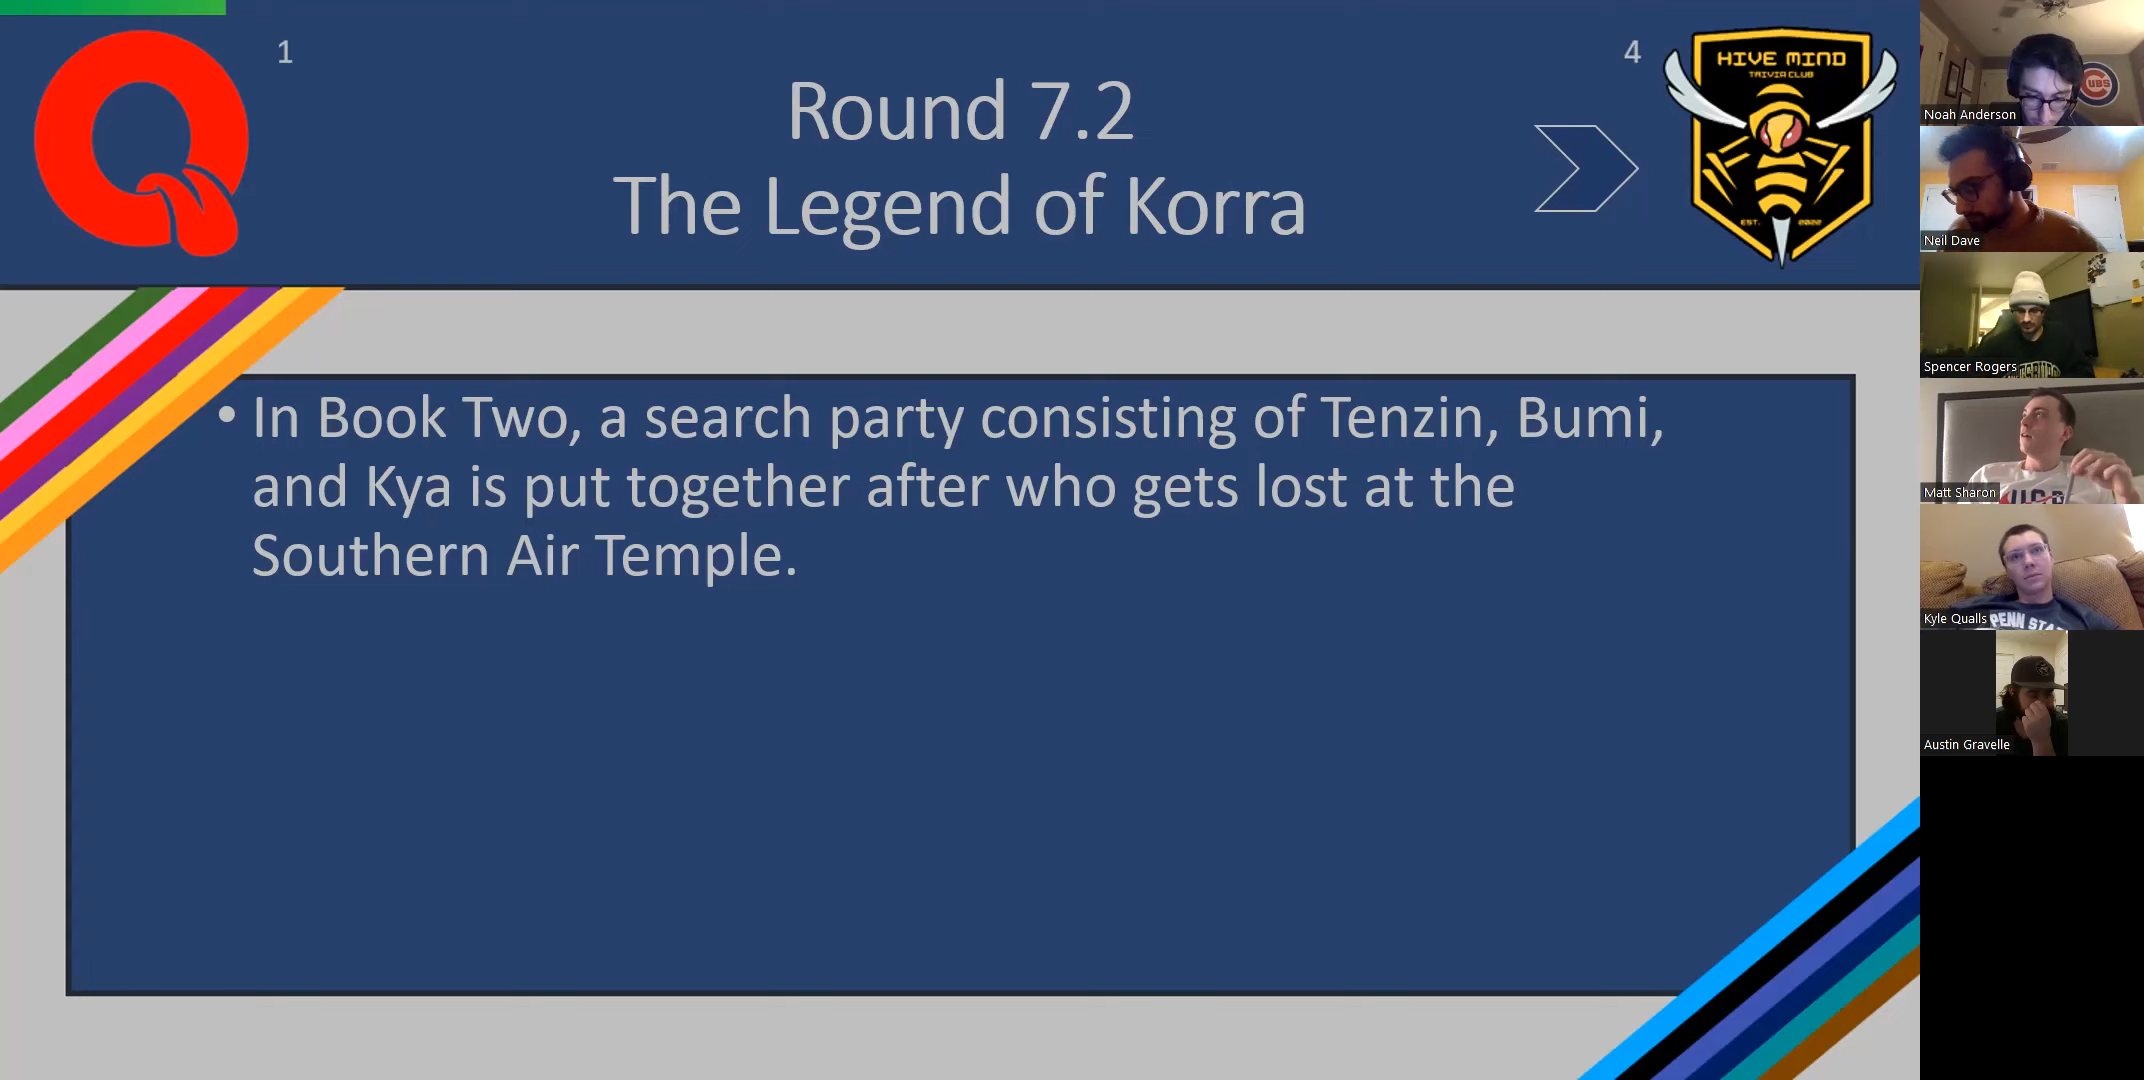 1
4
Round 7.2
The Legend of Korra
HIVE MIND
TRIVIA CLUB
EST. 2022
• In Book Two, a search party consisting of Tenzin, Bumi,
and Kya is put together after who gets lost at the
Southern Air Temple.
CUBS
Noah Anderson
Neil Dave
Spencer Rogers
Matt Sharon
PENN STAT
Kyle Qualls
Austin Gravelle